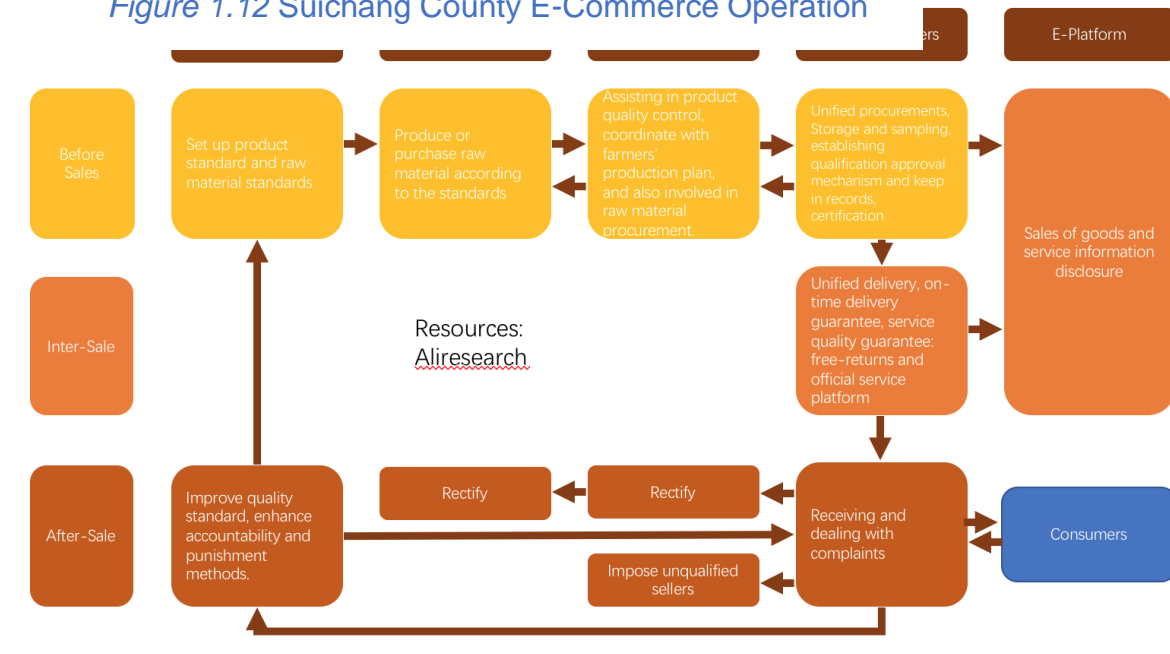 Figure 1.12 Suichang County E-Commerce Operation
E-Platform
Before
Sales
Set up product
standard and raw
material standards
Produce or
purchase raw
material according
to the standards
Assisting in product
quality control,
coordinate with
farmers'
production plan,
and also involved in
raw material
procurement.
Unified procurements,
Storage and sampling,
establishing
qualification approval
mechanism and keep
in records,
certification
Sales of goods and
service information
disclosure
Inter-Sale
Resources:
Aliresearch
Unified delivery, on-
time delivery
guarantee, service
quality guarantee:
free-returns and
official service
platform
After-Sale
Improve quality
standard, enhance
accountability and
punishment
methods.
Rectify
Rectify
Impose unqualified
sellers
Receiving and
dealing with
complaints
Consumers